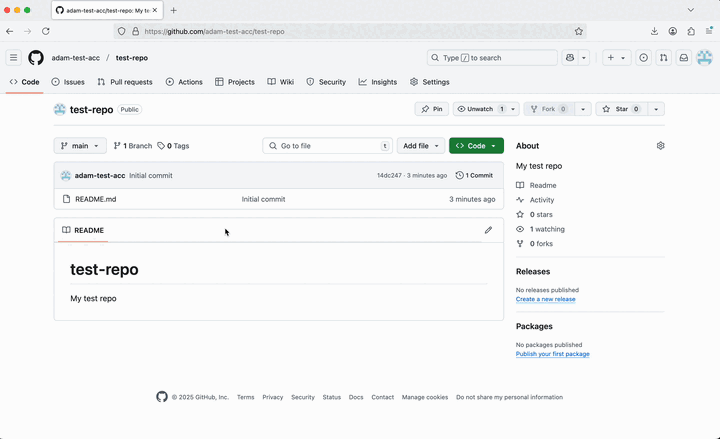 adam-test-acc/test-repo: My te
https://github.com/adam-test-acc/test-repo
adam-test-acc / test-repo
Type / to search
Code Issues Pull requests Actions Projects Wiki Security Insights Settings
test-repo Public
Pin Unwatch 1 Fork 0 Star 0
main 1 Branch 0 Tags Go to file t Add file Code
adam-test-acc Initial commit 14dc247 · 3 minutes ago 1 Commit
README.md Initial commit 3 minutes ago
README
test-repo
My test repo
About
My test repo
Readme
Activity
0 stars
1 watching
0 forks
Releases
No releases published
Create a new release
Packages
No packages published
Publish your first package
© 2025 GitHub, Inc. Terms Privacy Security Status Docs Contact Manage cookies Do not share my personal information